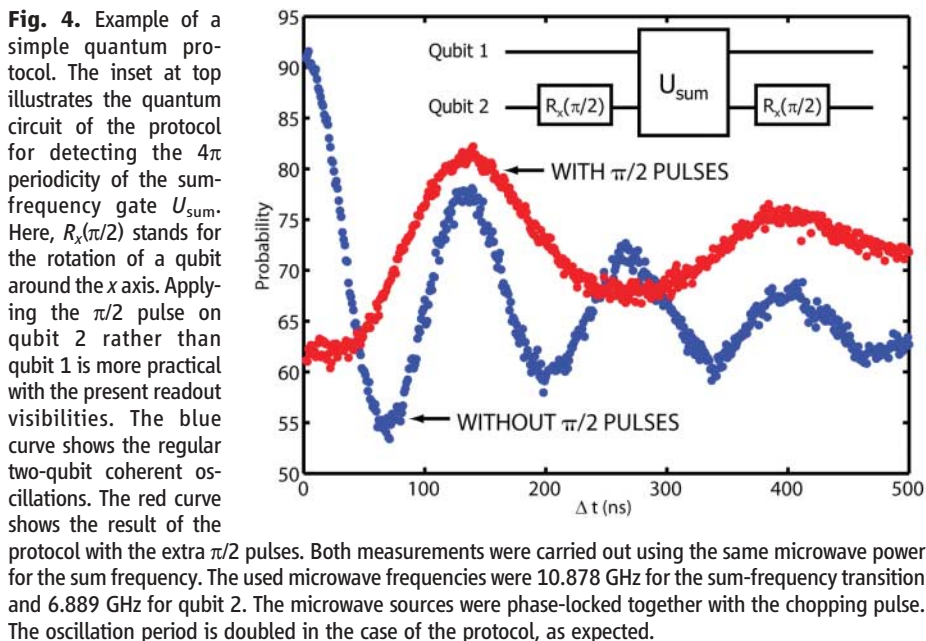 Fig. 4. Example of a
simple quantum pro-
tocol. The inset at top
illustrates the quantum
circuit of the protocol
for detecting the 4π
periodicity of the sum-
frequency gate Usum.
Here, Rx(π/2) stands for
the rotation of a qubit
around the x axis. Apply-
ing the π/2 pulse on
qubit 2 rather than
qubit 1 is more practical
with the present readout
visibilities. The blue
curve shows the regular
two-qubit coherent os-
cillations. The red curve
shows the result of the
protocol with the extra π/2 pulses. Both measurements were carried out using the same microwave power
for the sum frequency. The used microwave frequencies were 10.878 GHz for the sum-frequency transition
and 6.889 GHz for qubit 2. The microwave sources were phase-locked together with the chopping pulse.
The oscillation period is doubled in the case of the protocol, as expected.
95
90
85
80
75
70
65
60
55
50
Probability
Qubit 1
Qubit 2
Rx(π/2)
Usum
Rx(π/2)
WITH π/2 PULSES
WITHOUT π/2 PULSES
0 100 200 300 400 500
Δ t (ns)